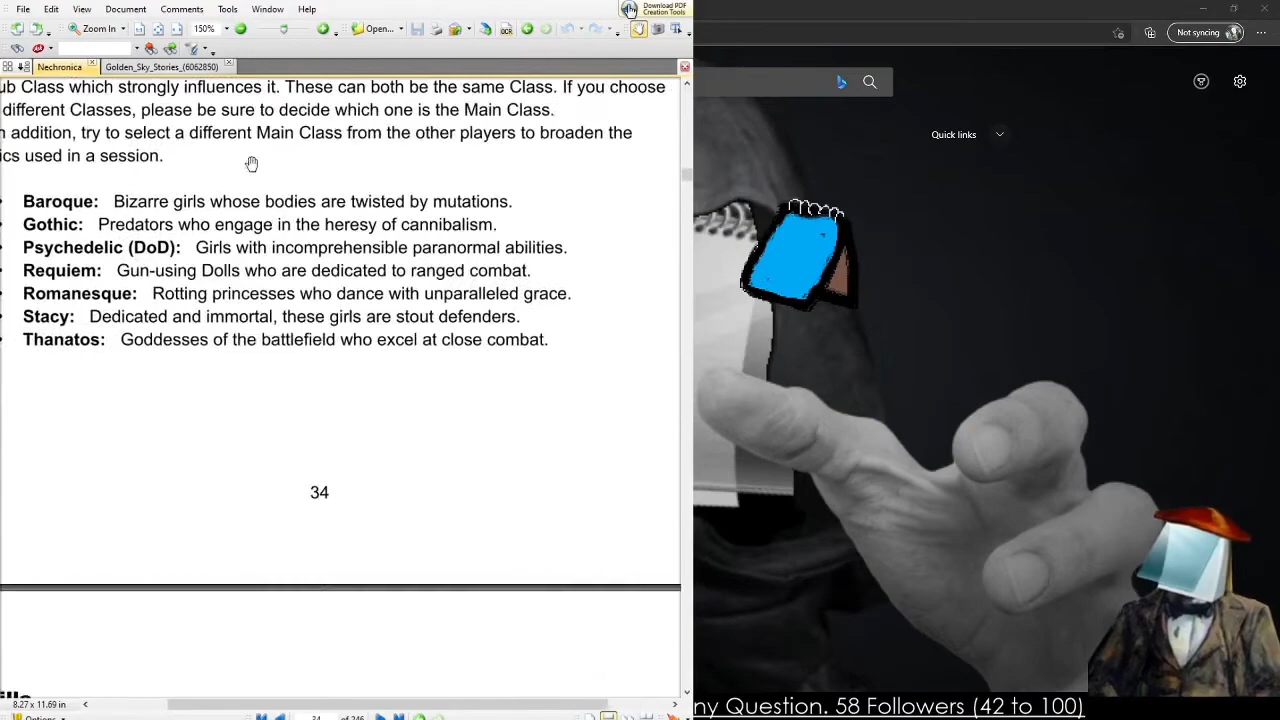 File Edit View Document Comments Tools Window Help
Download PDF
Creation Tools
Zoom In 150% Open... OCR
Nechronica Golden_Sky_Stories_(6062850)
Not syncing
Quick links
ub Class which strongly influences it. These can both be the same Class. If you choose
different Classes, please be sure to decide which one is the Main Class.
n addition, try to select a different Main Class from the other players to broaden the
ics used in a session.
Baroque: Bizarre girls whose bodies are twisted by mutations.
Gothic: Predators who engage in the heresy of cannibalism.
Psychedelic (DoD): Girls with incomprehensible paranormal abilities.
Requiem: Gun-using Dolls who are dedicated to ranged combat.
Romanesque: Rotting princesses who dance with unparalleled grace.
Stacy: Dedicated and immortal, these girls are stout defenders.
Thanatos: Goddesses of the battlefield who excel at close combat.
34
8.27 x 11.69 in
Options
34 of 246
ny Question. 58 Followers (42 to 100)